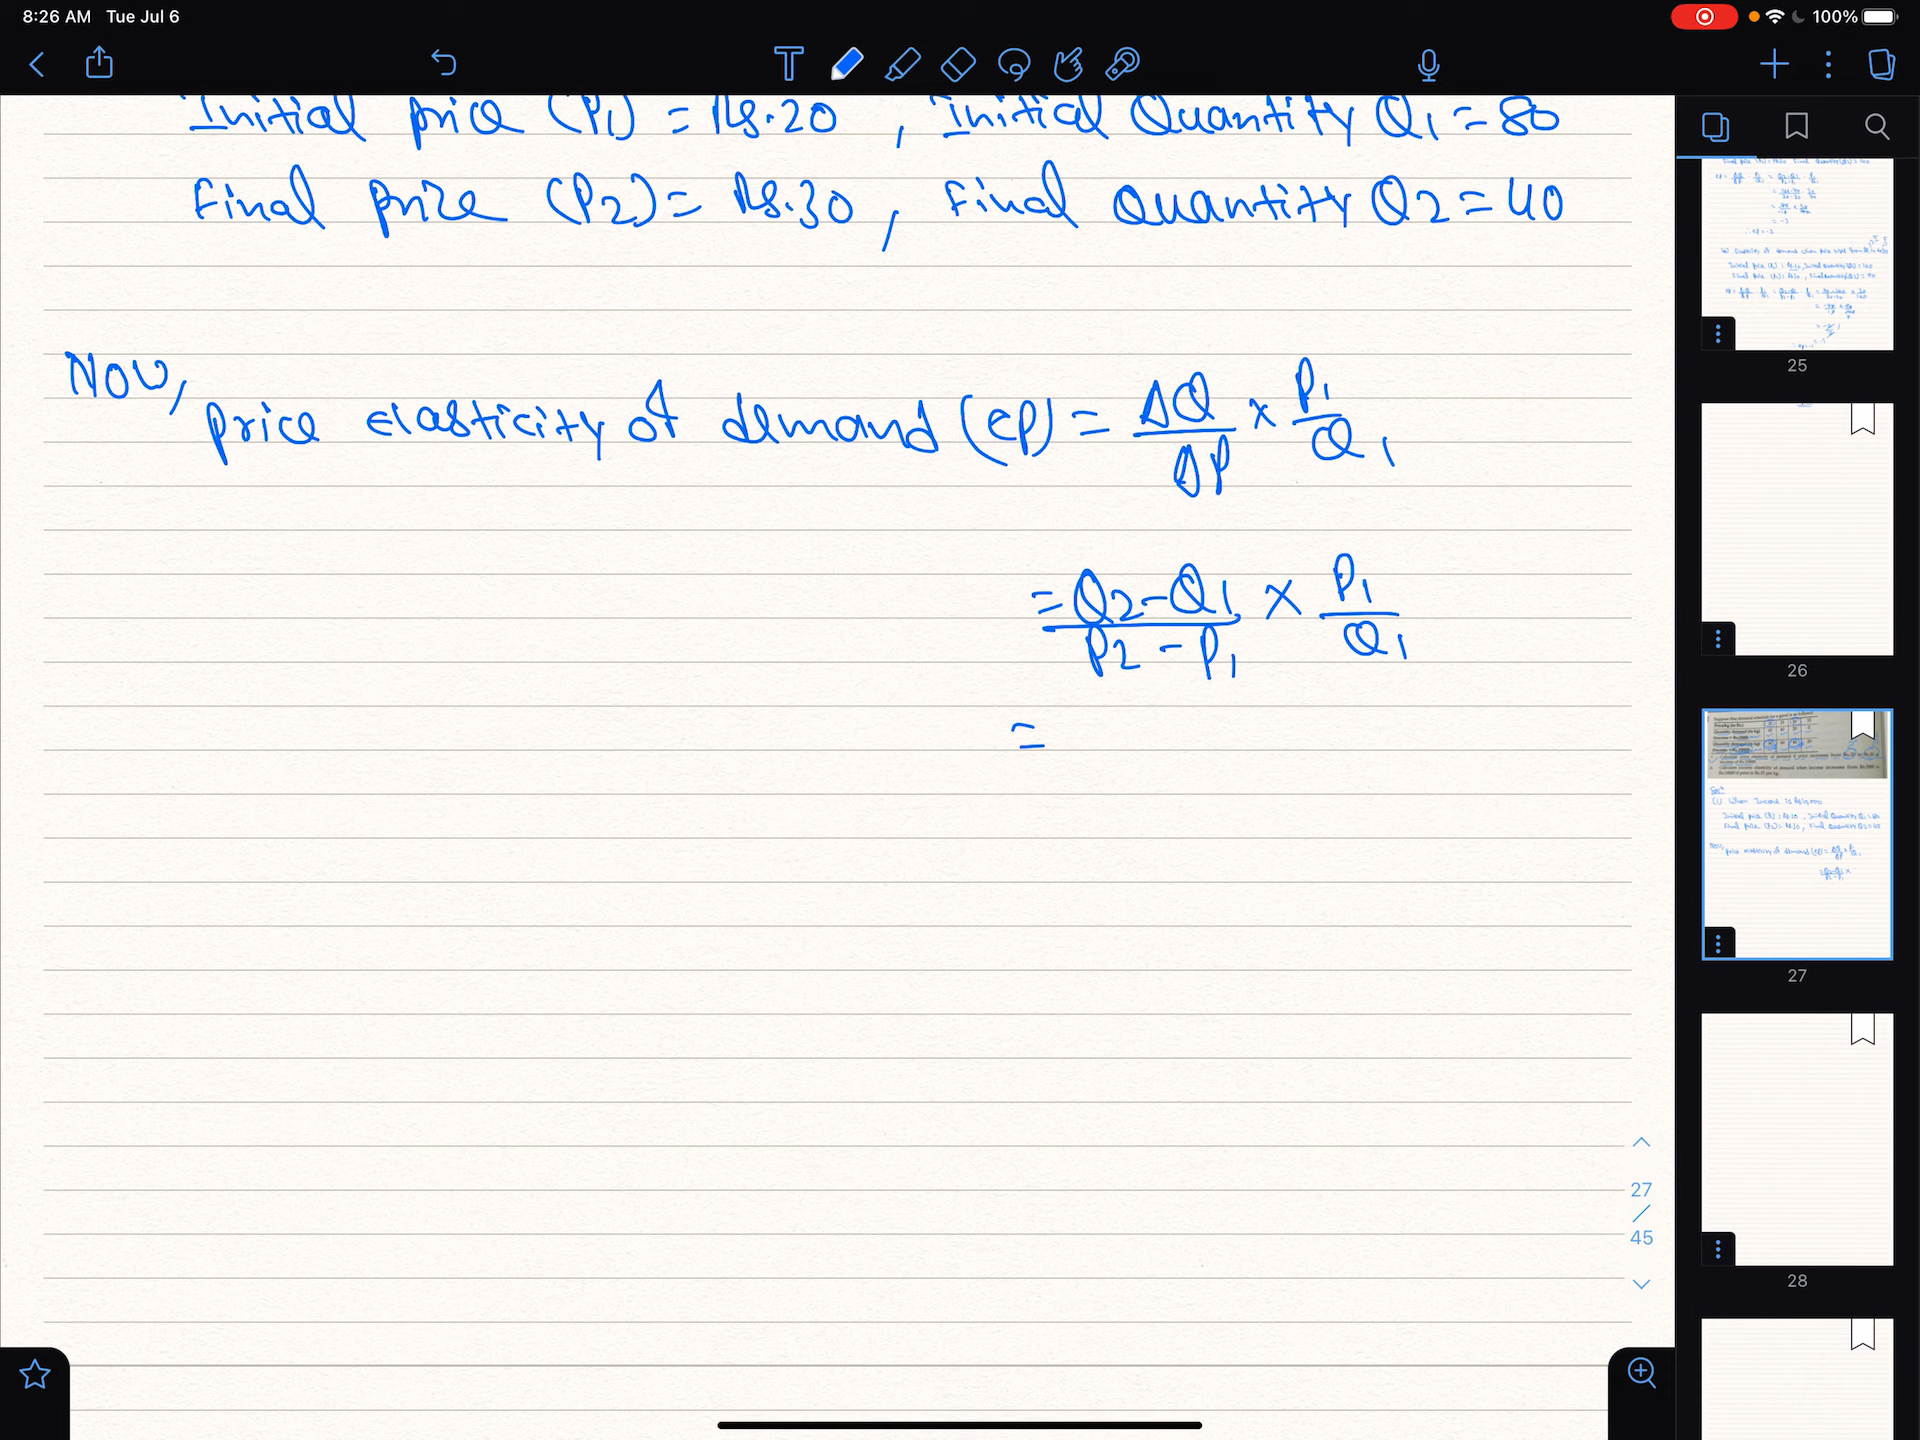 8:26 AM Tue Jul 6
100%
Initial price (P1) = Rs.20 , Initial Quantity Q1 = 80
Final price (P2) = Rs.30 , Final Quantity Q2 = 40
Now,
Price elasticity of demand (ep) = ΔQ/ΔP × P1/Q1
= Q2-Q1/P2-P1 × P1/Q1
=
27
/
45
25
26
27
28